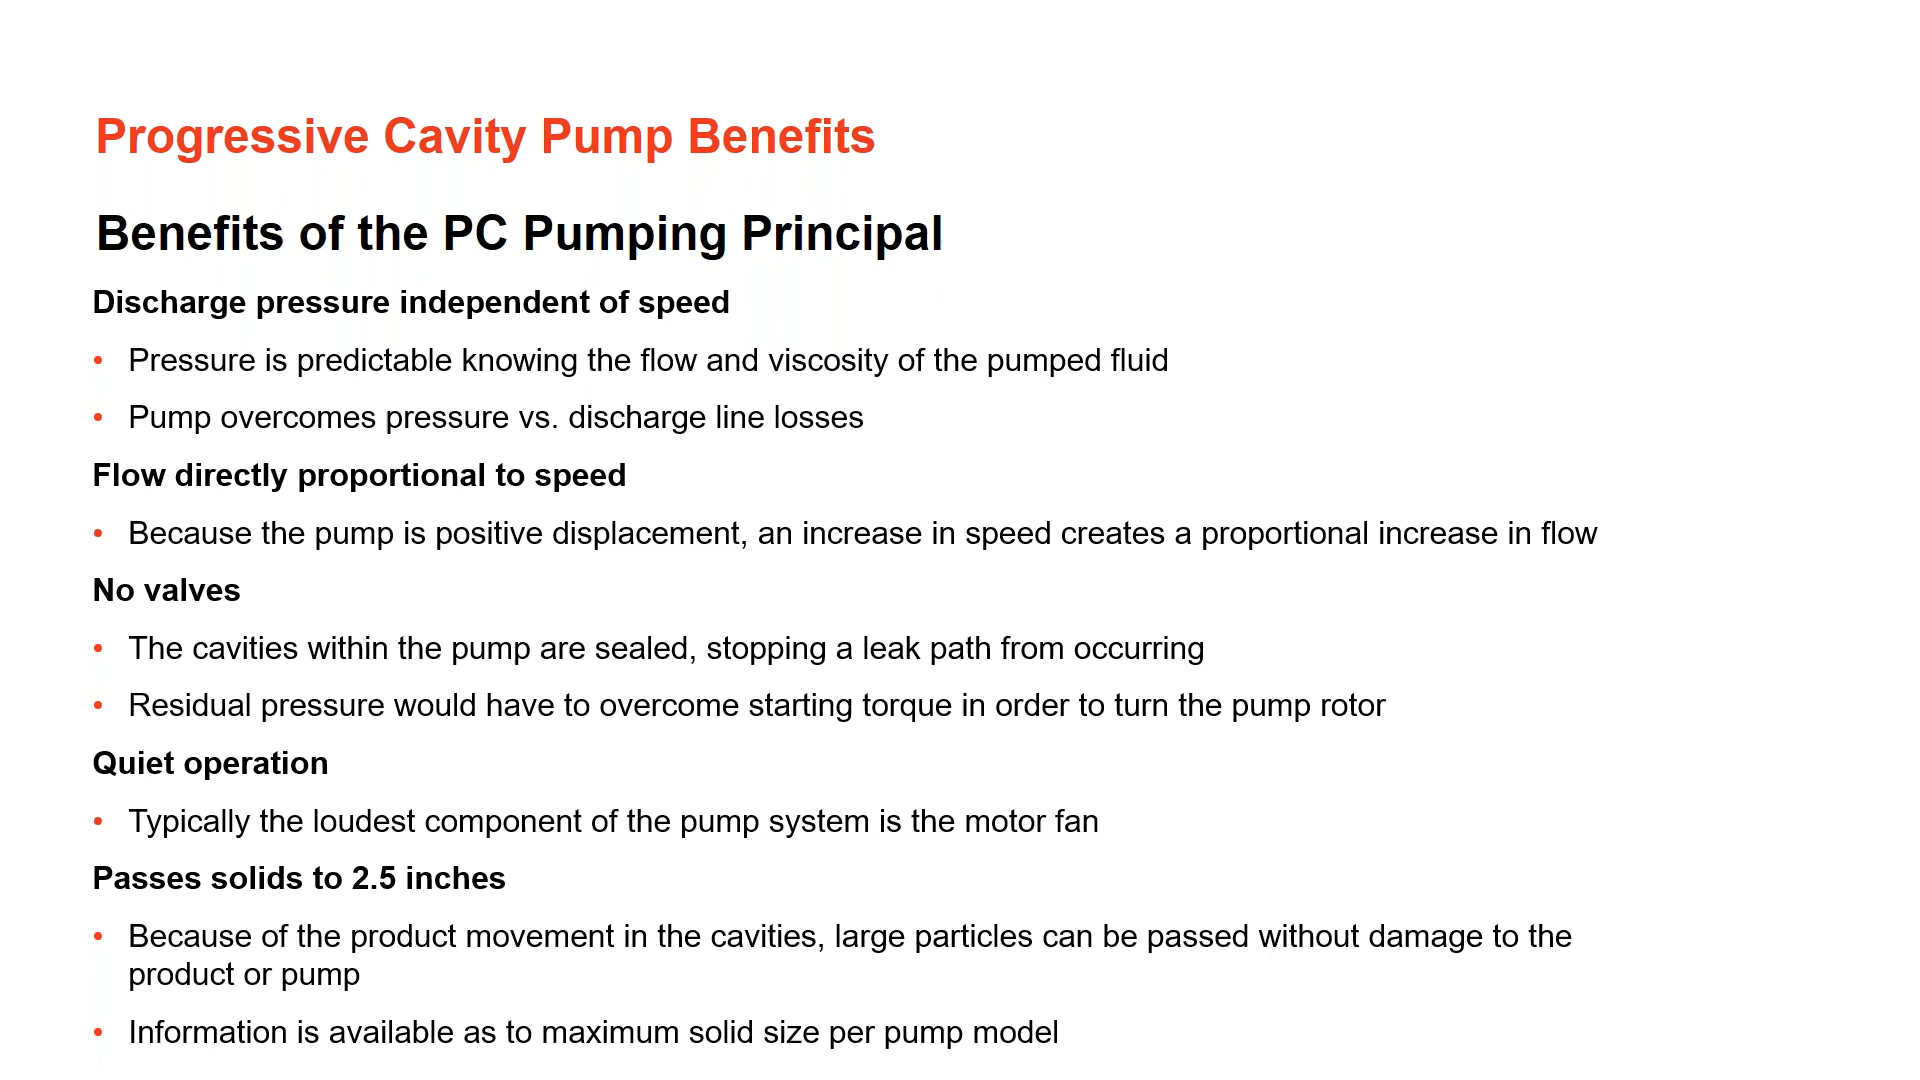 Progressive Cavity Pump Benefits
Benefits of the PC Pumping Principal
Discharge pressure independent of speed
• Pressure is predictable knowing the flow and viscosity of the pumped fluid
• Pump overcomes pressure vs. discharge line losses
Flow directly proportional to speed
• Because the pump is positive displacement, an increase in speed creates a proportional increase in flow
No valves
• The cavities within the pump are sealed, stopping a leak path from occurring
• Residual pressure would have to overcome starting torque in order to turn the pump rotor
Quiet operation
• Typically the loudest component of the pump system is the motor fan
Passes solids to 2.5 inches
• Because of the product movement in the cavities, large particles can be passed without damage to the
product or pump
• Information is available as to maximum solid size per pump model